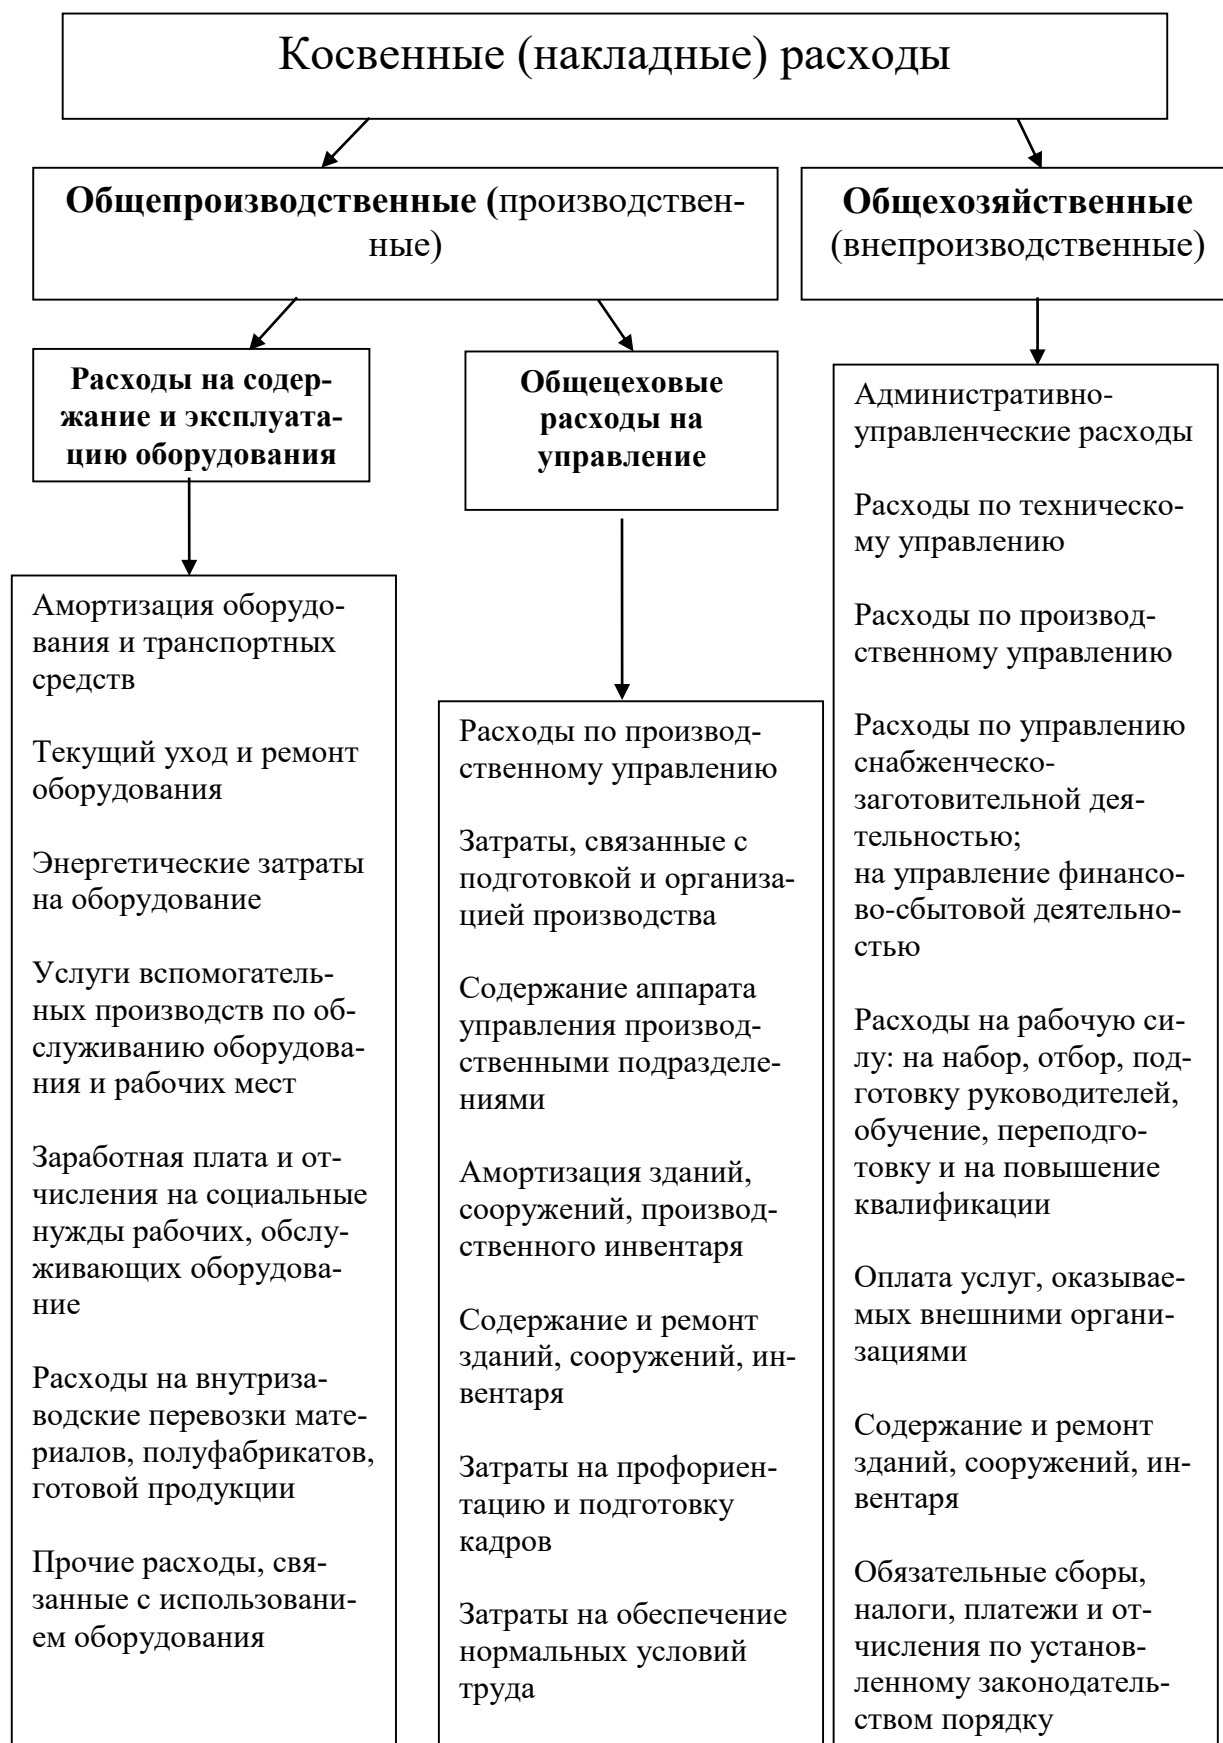 Косвенные (накладные) расходы
Общепроизводственные (производствен-
ные)
Общехозяйственные
(внепроизводственные)
Расходы на содер-
жание и эксплуата-
цию оборудования
Общецеховые
расходы на
управление
Амортизация оборудо-
вания и транспортных
средств
Текущий уход и ремонт
оборудования
Энергетические затраты
на оборудование
Услуги вспомогатель-
ных производств по об-
служиванию оборудова-
ния и рабочих мест
Заработная плата и от-
числения на социальные
нужды рабочих, обслу-
живающих оборудова-
ние
Расходы на внутриза-
водские перевозки мате-
риалов, полуфабрикатов,
готовой продукции
Прочие расходы, свя-
занные с использовани-
ем оборудования
Расходы по производ-
ственному управлению
Затраты, связанные с
подготовкой и организа-
цией производства
Содержание аппарата
управления производ-
ственными подразделе-
ниями
Амортизация зданий,
сооружений, производ-
ственного инвентаря
Содержание и ремонт
зданий, сооружений, ин-
вентаря
Затраты на профориен-
тацию и подготовку
кадров
Затраты на обеспечение
нормальных условий
труда
Административно-
управленческие расходы
Расходы по техническо-
му управлению
Расходы по производ-
ственному управлению
Расходы по управлению
снабженческо-
заготовительной дея-
тельностью;
на управление финансо-
во-сбытовой деятельно-
стью
Расходы на рабочую си-
лу: на набор, отбор, под-
готовку руководителей,
обучение, переподго-
товку и на повышение
квалификации
Оплата услуг, оказывае-
мых внешними органи-
зациями
Содержание и ремонт
зданий, сооружений, ин-
вентаря
Обязательные сборы,
налоги, платежи и от-
числения по установ-
ленному законодатель-
ством порядку